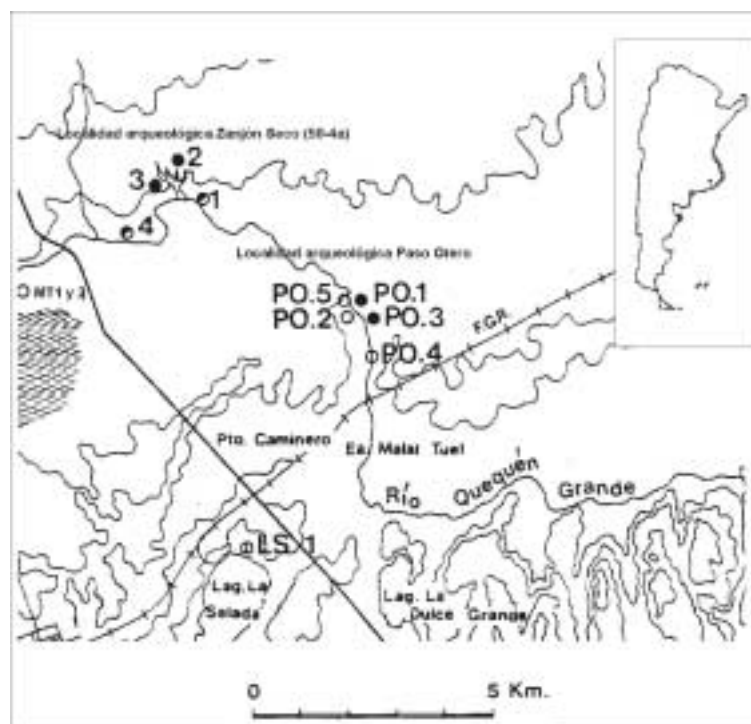 Localidad arqueológica Zanjón Seco (50-4a)
2
3
1
4
Localidad arqueológica Paso Otero
MT1 y 3
PO.5
PO.1
PO.2
PO.3
F.G.R.
PO.4
Pto. Caminero
Ea. Malal Tuel
Río Quequén Grande
LS 1
Lag. La
Salada
Lag. La
Dulce Grande
0
5 Km.